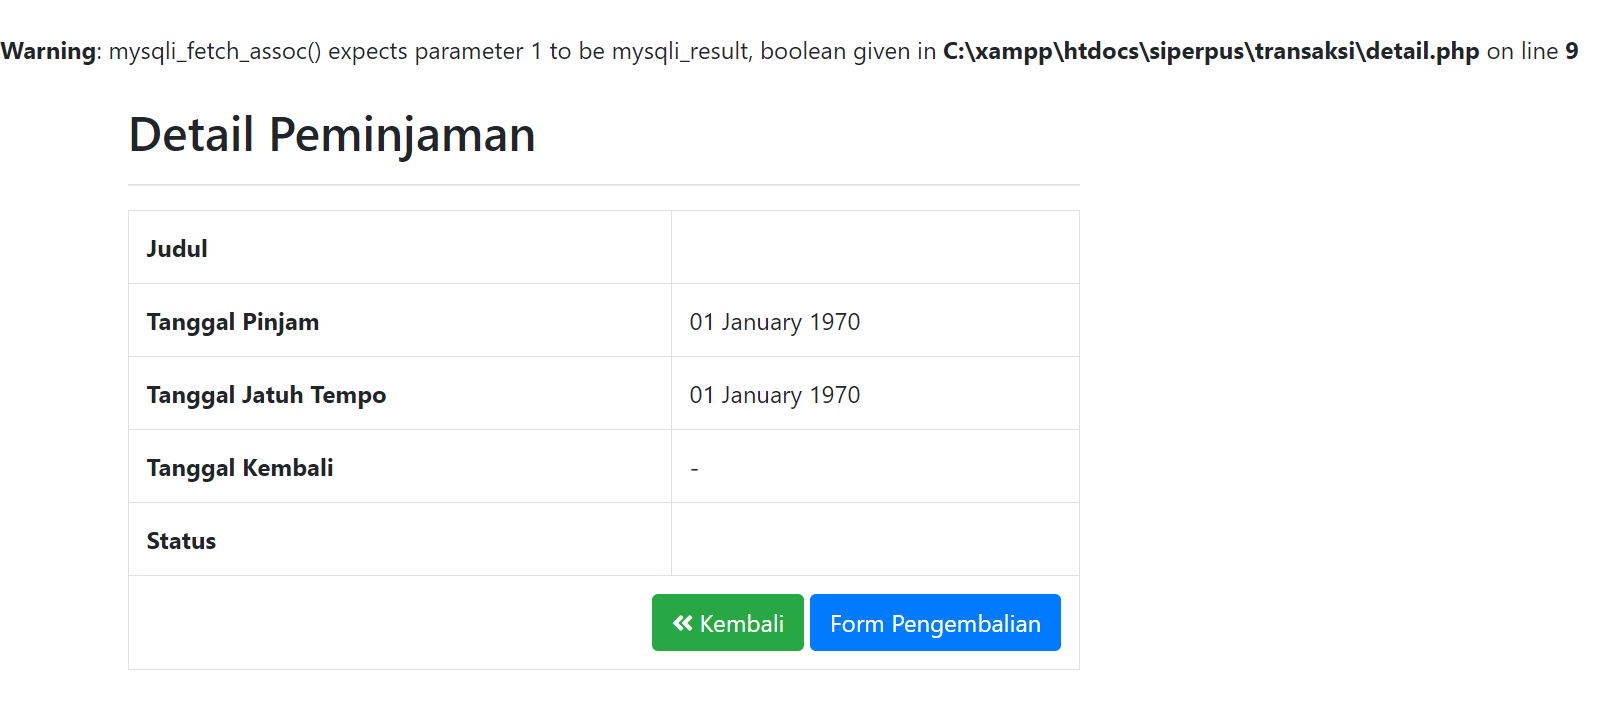 Warning: mysqli_fetch_assoc() expects parameter 1 to be mysqli_result, boolean given in C:\xampp\htdocs\siperpus\transaksi\detail.php on line 9
Detail Peminjaman
Judul
Tanggal Pinjam 01 January 1970
Tanggal Jatuh Tempo 01 January 1970
Tanggal Kembali -
Status
« Kembali Form Pengembalian